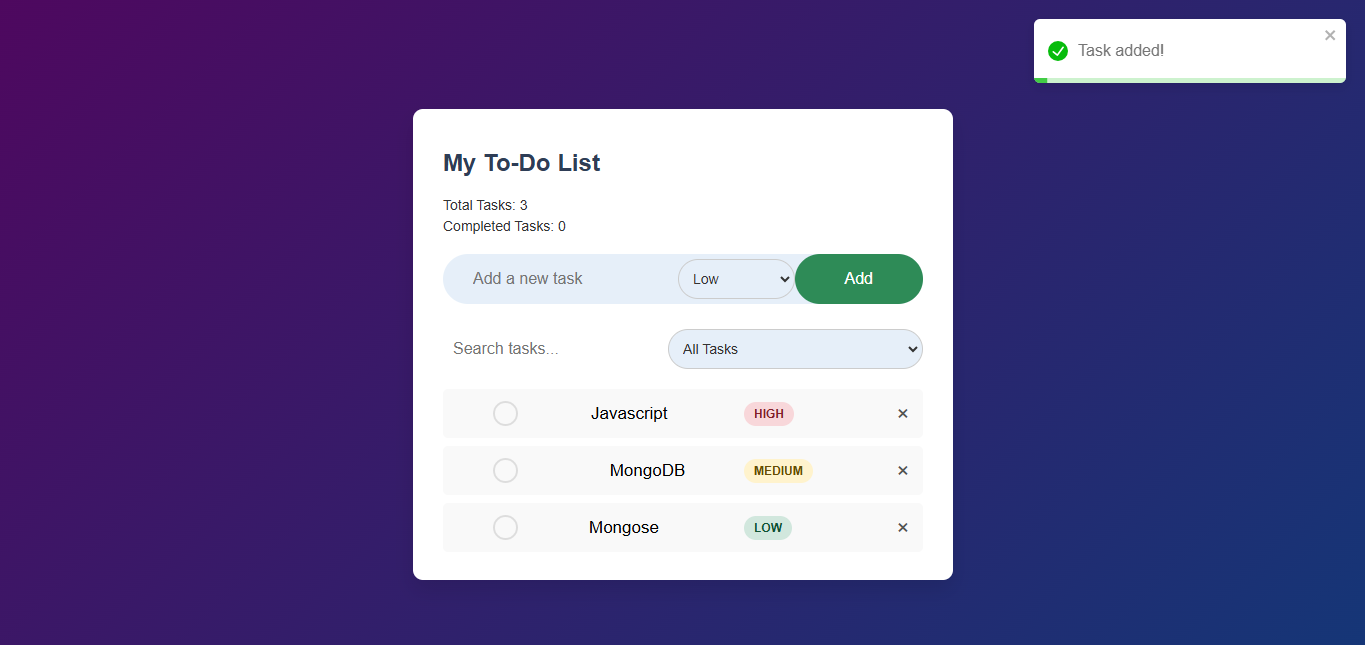 Task added!
My To-Do List
Total Tasks: 3
Completed Tasks: 0
Add a new task Low Add
Search tasks... All Tasks
Javascript HIGH
MongoDB MEDIUM
Mongose LOW